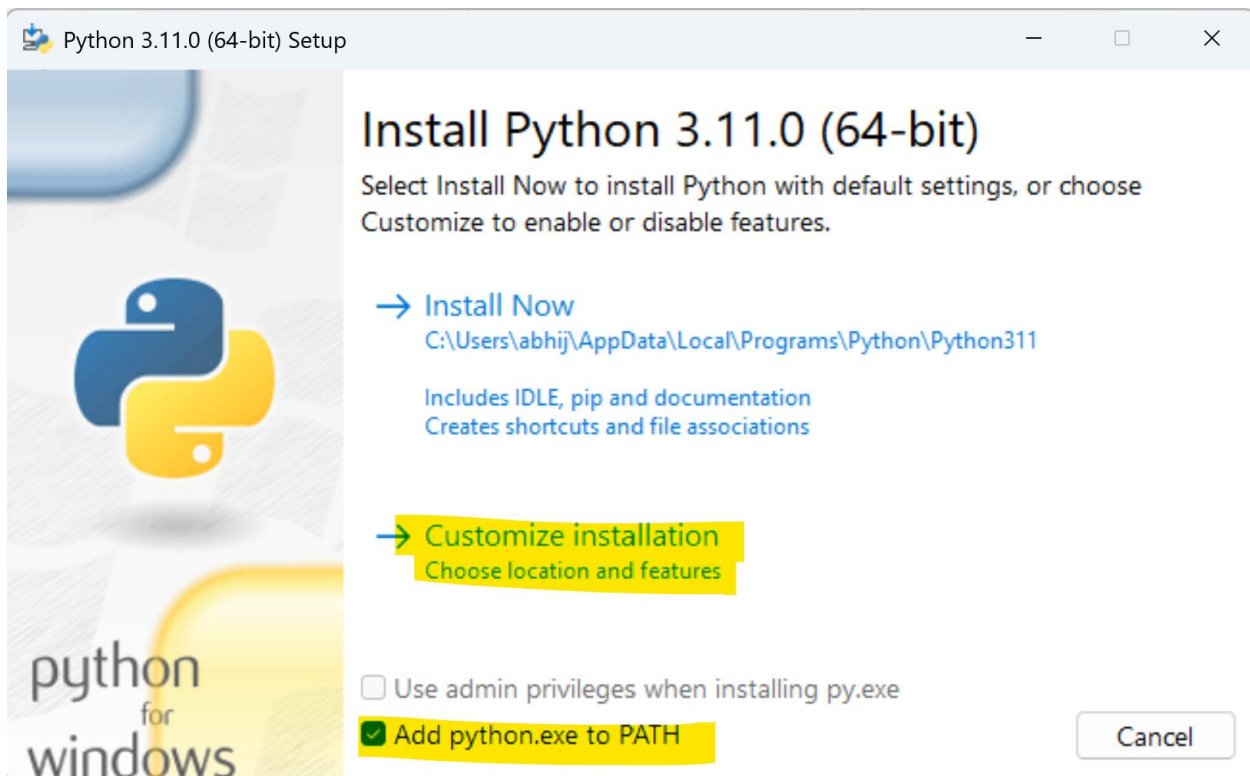 Python 3.11.0 (64-bit) Setup
Install Python 3.11.0 (64-bit)
Select Install Now to install Python with default settings, or choose
Customize to enable or disable features.
Install Now
C:\Users\abhij\AppData\Local\Programs\Python\Python311
Includes IDLE, pip and documentation
Creates shortcuts and file associations
Customize installation
Choose location and features
python
for
windows
Use admin privileges when installing py.exe
Add python.exe to PATH
Cancel